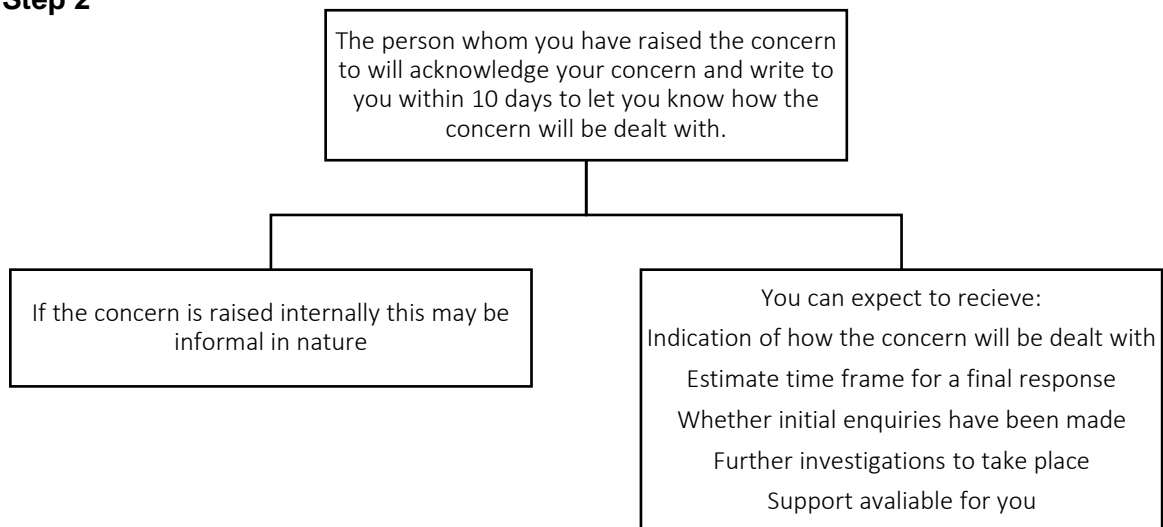 Step 2
The person whom you have raised the concern
to will acknowledge your concern and write to
you within 10 days to let you know how the
concern will be dealt with.
If the concern is raised internally this may be
informal in nature
You can expect to recieve:
Indication of how the concern will be dealt with
Estimate time frame for a final response
Whether initial enquiries have been made
Further investigations to take place
Support avaliable for you